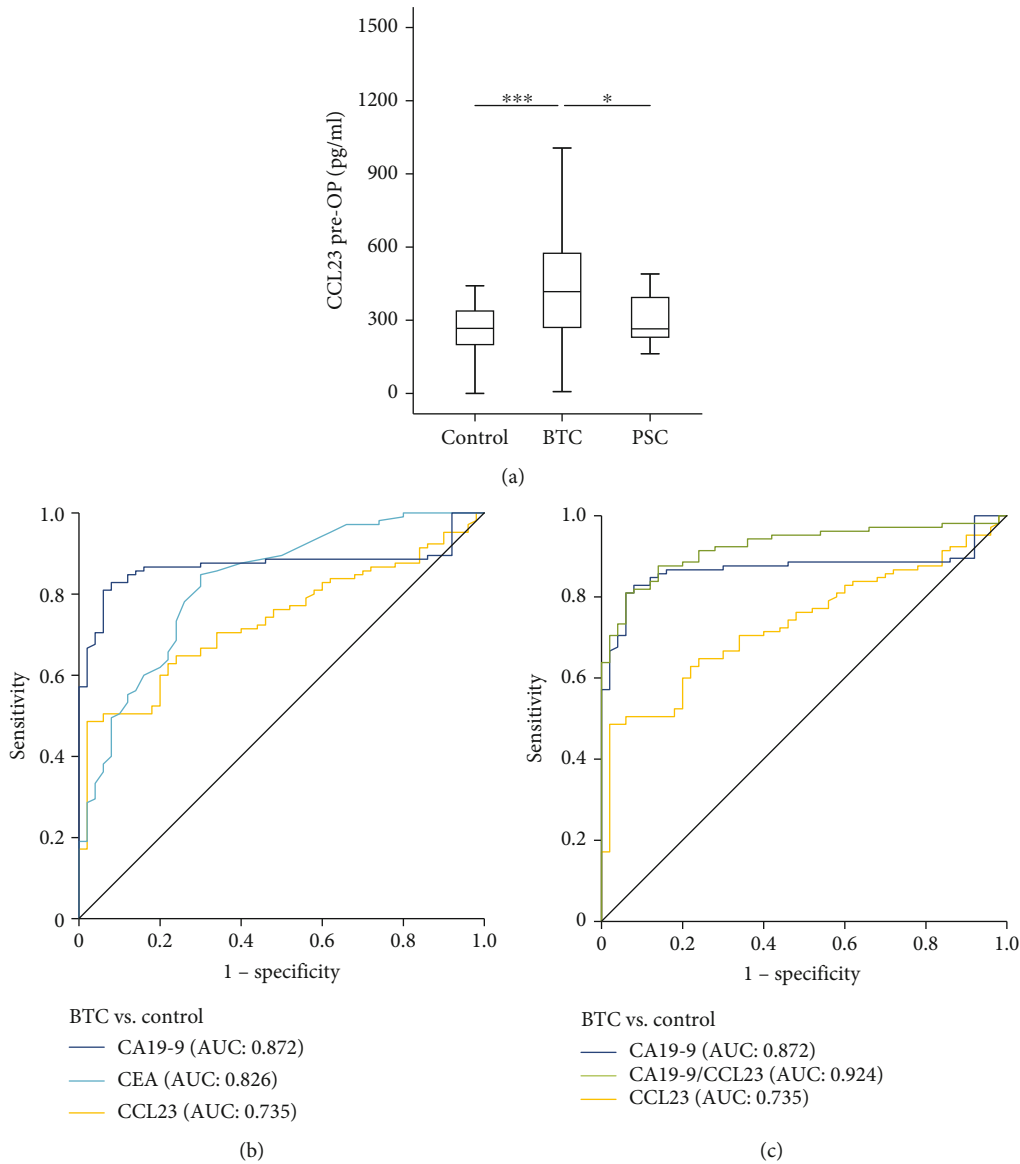 1500
1200
900
600
300
0
CCL23 pre-OP (pg/ml)
***
*
Control BTC PSC
(a)
1.0
0.8
0.6
0.4
0.2
0
Sensitivity
0 0.2 0.4 0.6 0.8 1.0
1 – specificity
BTC vs. control
CA19-9 (AUC: 0.872)
CEA (AUC: 0.826)
CCL23 (AUC: 0.735)
(b)
1.0
0.8
0.6
0.4
0.2
0
Sensitivity
0 0.2 0.4 0.6 0.8 1.0
1 – specificity
BTC vs. control
CA19-9 (AUC: 0.872)
CA19-9/CCL23 (AUC: 0.924)
CCL23 (AUC: 0.735)
(c)